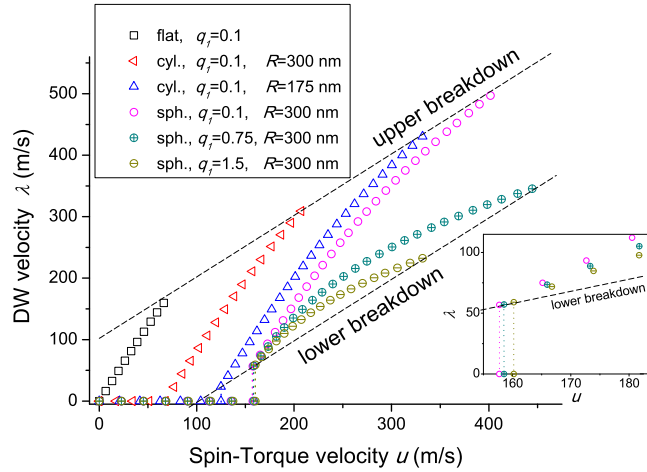 flat, q1=0.1
cyl., q1=0.1, R=300 nm
cyl., q1=0.1, R=175 nm
sph., q1=0.1, R=300 nm
sph., q1=0.75, R=300 nm
sph., q1=1.5, R=300 nm
upper breakdown
lower breakdown
DW velocity λ (m/s)
500
400
300
200
100
0
0
100
200
300
400
Spin-Torque velocity u (m/s)
λ
100
50
0
lower breakdown
160
170
180
u